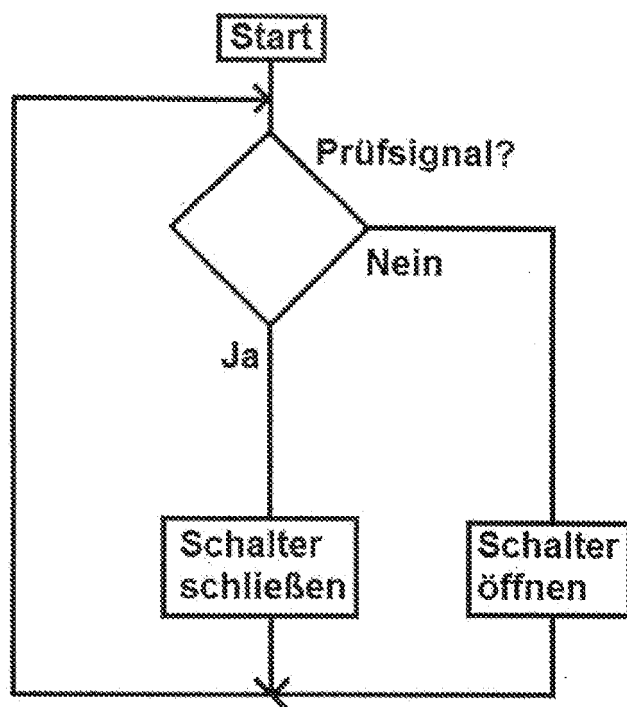 Start
Prüfsignal?
Nein
Ja
Schalter
schließen
Schalter
öffnen